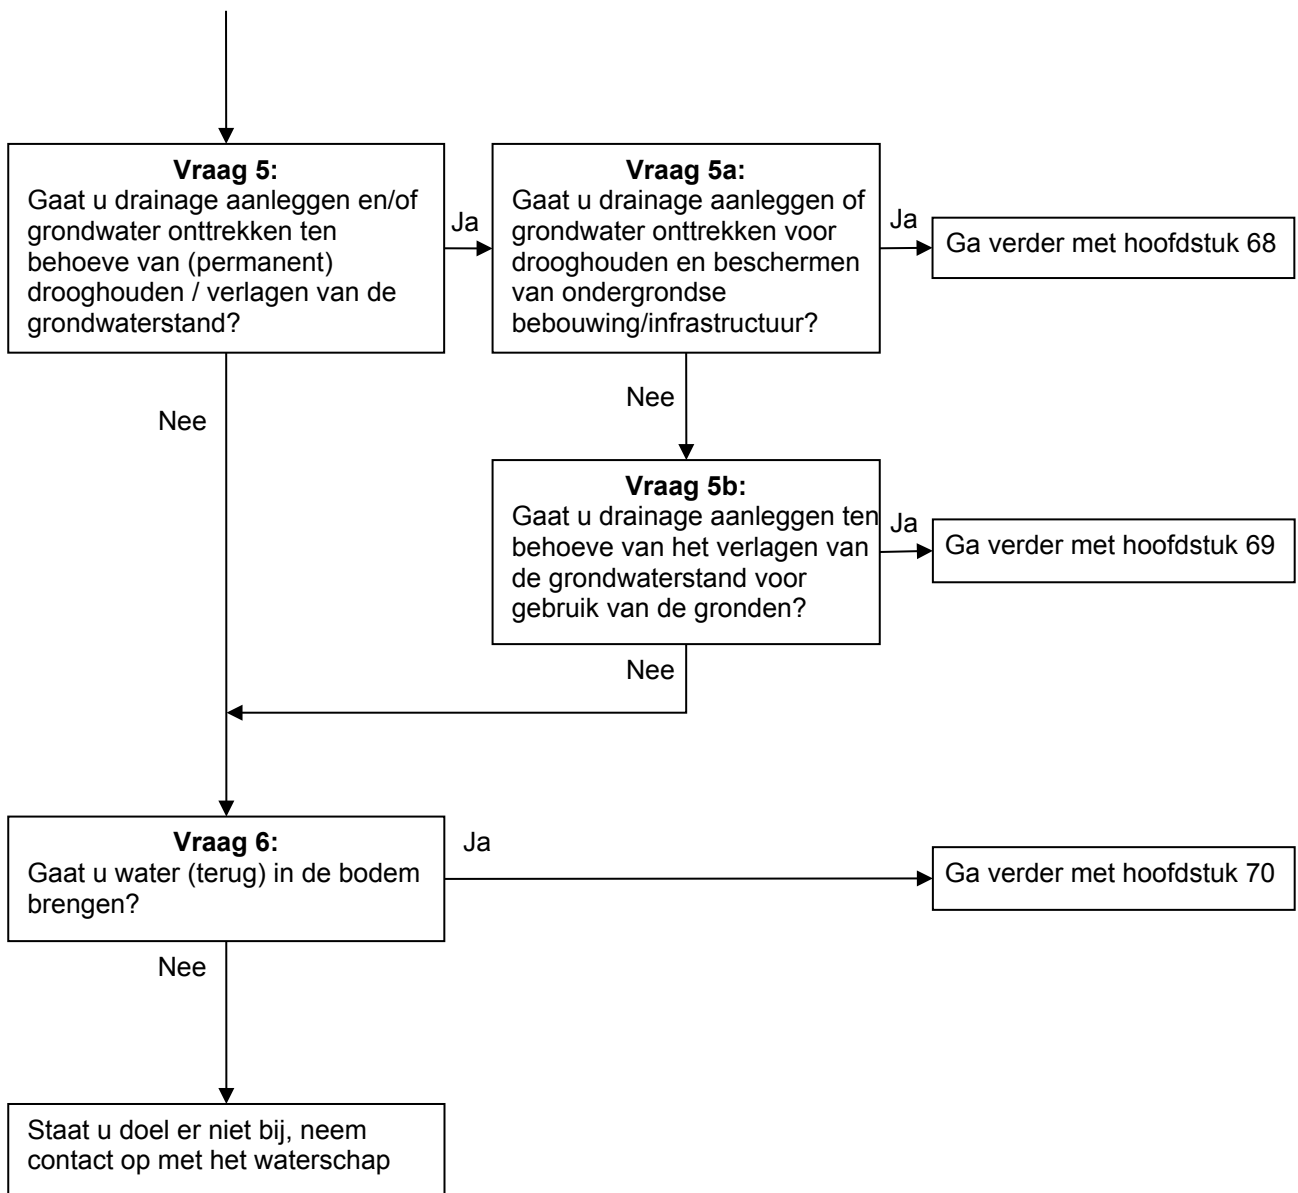 Vraag 5:
Gaat u drainage aanleggen en/of
grondwater onttrekken ten
behoeve van (permanent)
drooghouden / verlagen van de
grondwaterstand?
Ja
Vraag 5a:
Gaat u drainage aanleggen of
grondwater onttrekken voor
drooghouden en beschermen
van ondergrondse
bebouwing/infrastructuur?
Ja
Ga verder met hoofdstuk 68
Nee
Nee
Vraag 5b:
Gaat u drainage aanleggen ten
behoeve van het verlagen van
de grondwaterstand voor
gebruik van de gronden?
Ja
Ga verder met hoofdstuk 69
Nee
Vraag 6:
Gaat u water (terug) in de bodem
brengen?
Ja
Ga verder met hoofdstuk 70
Nee
Staat u doel er niet bij, neem
contact op met het waterschap